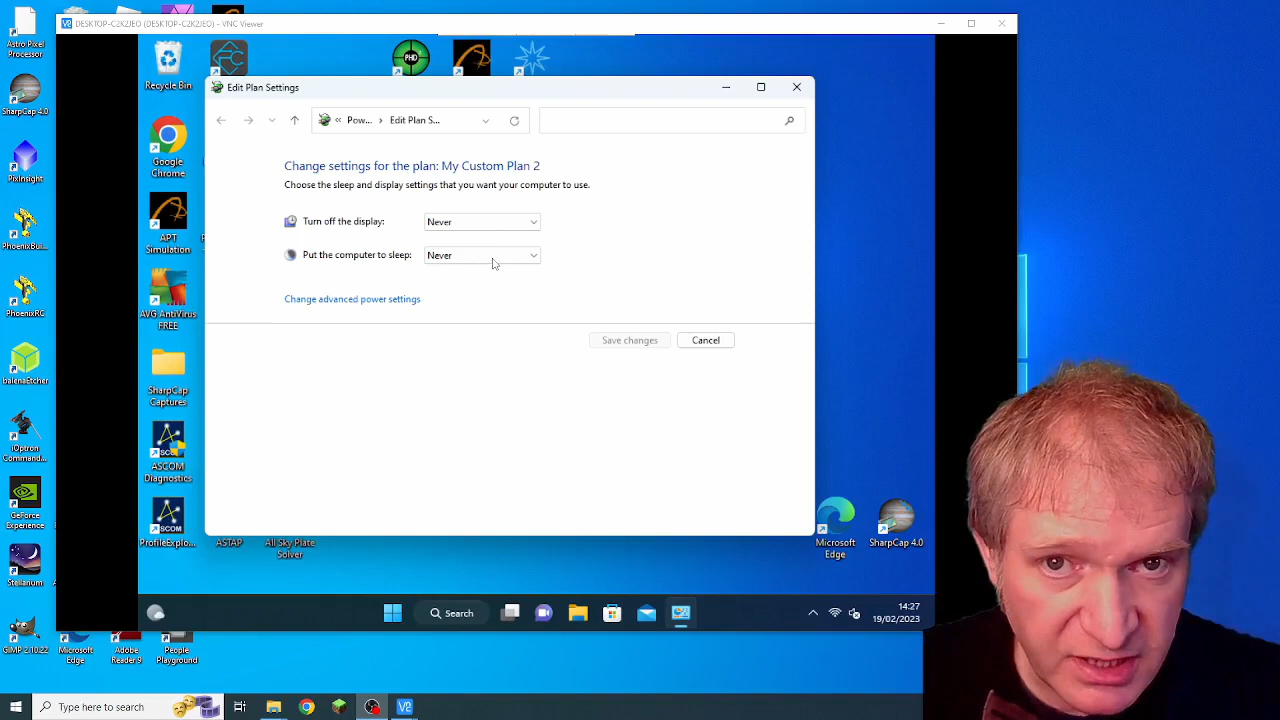 DESKTOP-C2K2JEO (DESKTOP-C2K2JEO) - VNC Viewer
Astro Pixel
Processor
SharpCap 4.0
PixInsight
PhoenixBui...
PhoenixRC
balenaEtcher
iOptron
Command...
GeForce
Experience
Stellarium
GIMP 2.10.22
Microsoft
Edge
Adobe
Reader 9
People
Playground
Recycle Bin
Google
Chrome
APT
Simulation
AVG AntiVirus
FREE
SharpCap
Captures
ASCOM
Diagnostics
ProfileExplo...
ASTAP
All Sky Plate
Solver
PHD
Edit Plan Settings
« Pow... › Edit Plan S...
Change settings for the plan: My Custom Plan 2
Choose the sleep and display settings that you want your computer to use.
Turn off the display: Never
Put the computer to sleep: Never
Change advanced power settings
Save changes Cancel
Microsoft
Edge
SharpCap 4.0
Search
14:27
19/02/2023
Type here to search